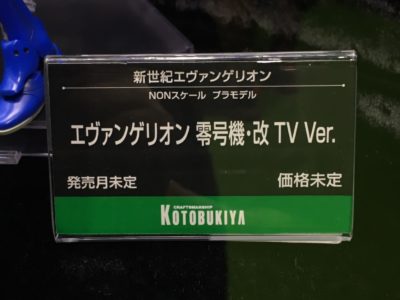 新世紀エヴァンゲリオン
NONスケール プラモデル
エヴァンゲリオン 零号機・改 TV Ver.
発売月未定 価格未定
CRAFTSMANSHIP
KOTOBUKIYA